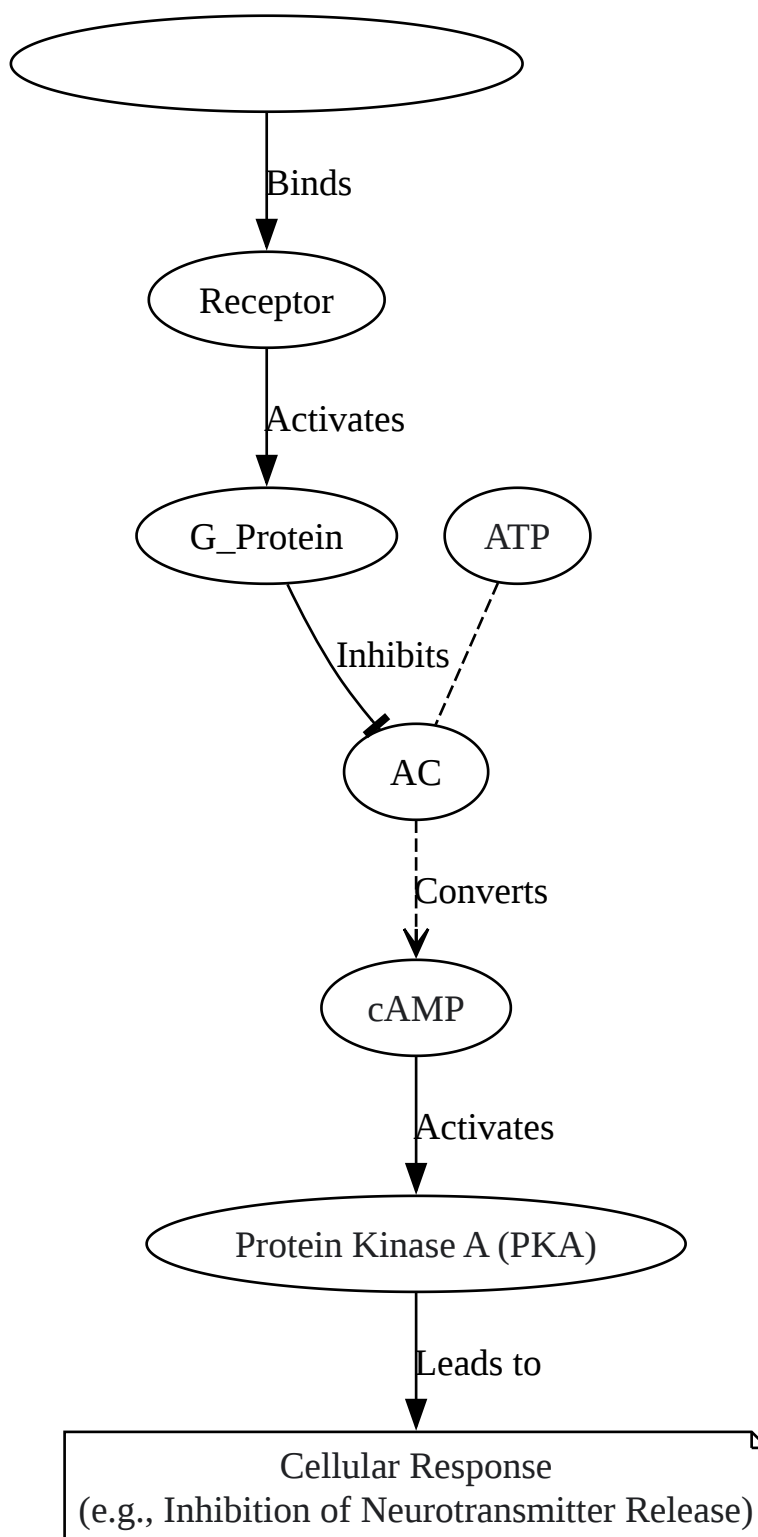 Binds
Receptor
Activates
G_Protein
ATP
Inhibits
AC
Converts
cAMP
Activates
Protein Kinase A (PKA)
Leads to
Cellular Response
(e.g., Inhibition of Neurotransmitter Release)